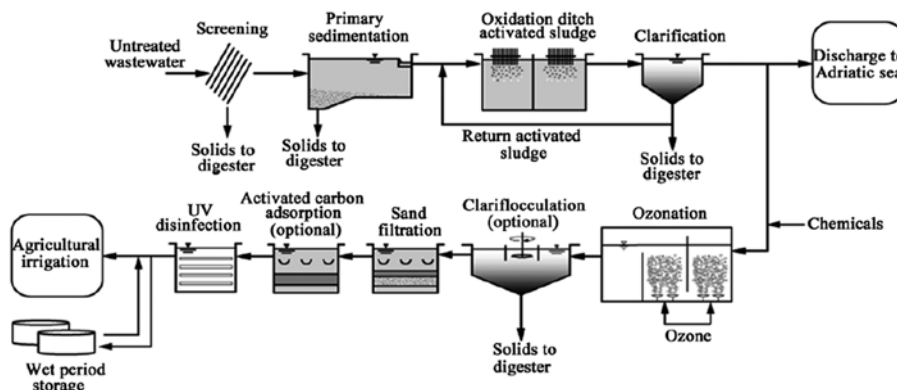 Untreated
wastewater
Screening
Primary
sedimentation
Oxidation ditch
activated sludge
Clarification
Discharge to
Adriatic sea
Solids to
digester
Solids to
digester
Return activated
sludge
Solids to
digester
Chemicals
Ozonation
Ozone
Clariflocculation
(optional)
Solids to
digester
Sand
filtration
Activated carbon
adsorption
(optional)
UV
disinfection
Agricultural
irrigation
Wet period
storage